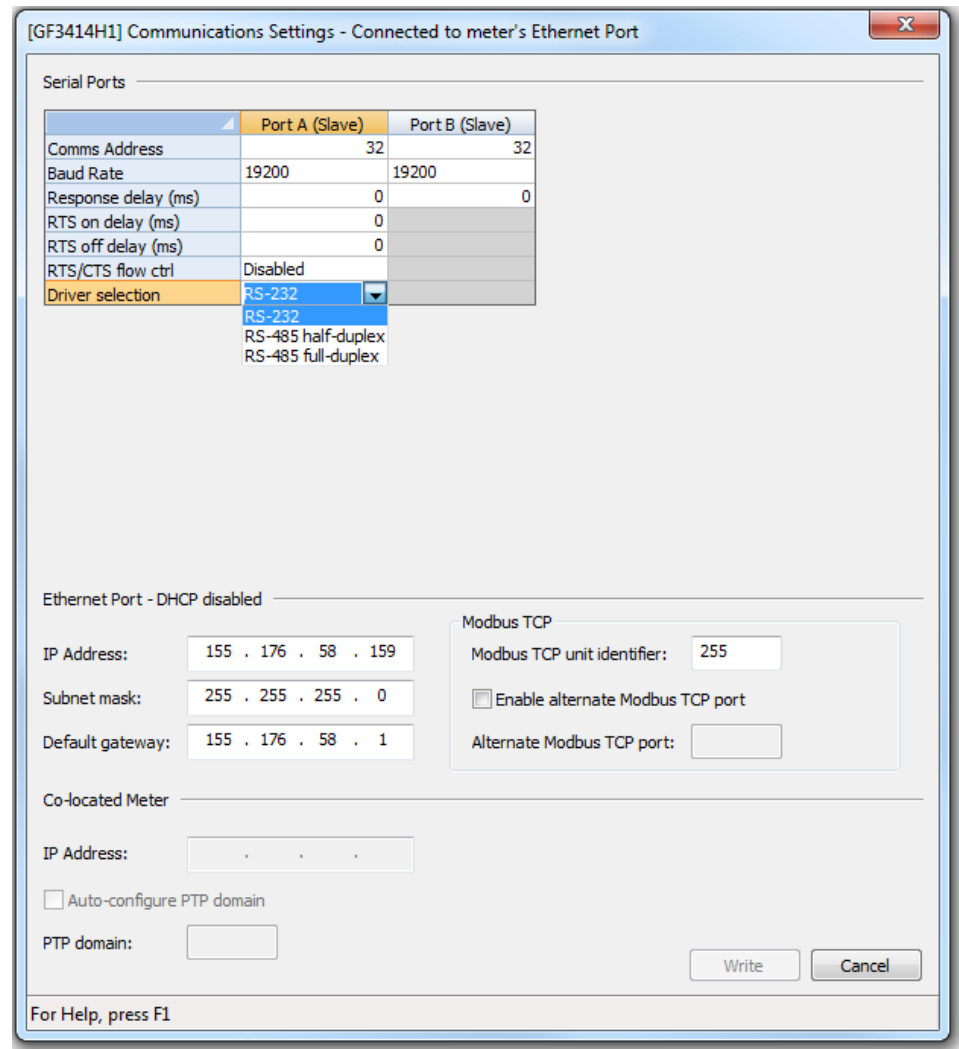 [GF3414H1] Communications Settings - Connected to meter's Ethernet Port
Serial Ports
Port A (Slave) Port B (Slave)
Comms Address 32 32
Baud Rate 19200 19200
Response delay (ms) 0 0
RTS on delay (ms) 0
RTS off delay (ms) 0
RTS/CTS flow ctrl Disabled
Driver selection RS-232
RS-232
RS-485 half-duplex
RS-485 full-duplex
Ethernet Port - DHCP disabled
IP Address: 155 . 176 . 58 . 159
Subnet mask: 255 . 255 . 255 . 0
Default gateway: 155 . 176 . 58 . 1
Modbus TCP
Modbus TCP unit identifier: 255
Enable alternate Modbus TCP port
Alternate Modbus TCP port:
Co-located Meter
IP Address: . . .
Auto-configure PTP domain
PTP domain:
Write Cancel
For Help, press F1